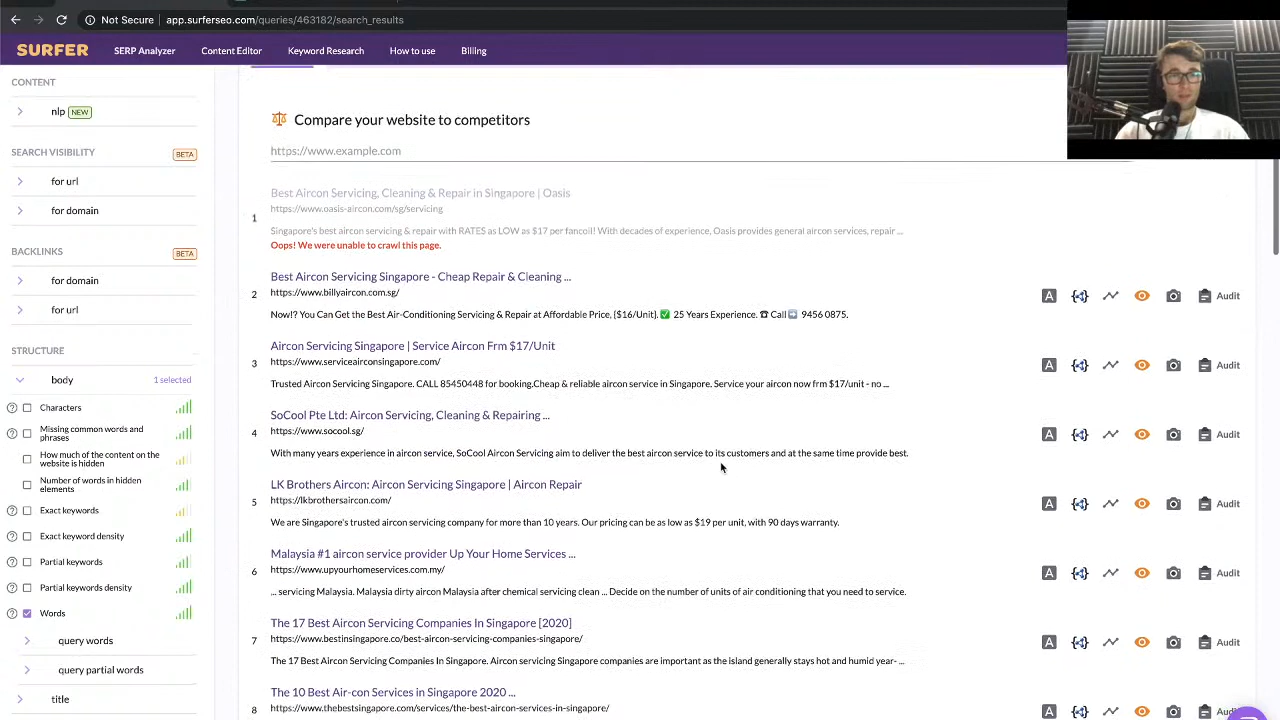 Not Secure | app.surferseo.com/queries/463182/search_results
SURFER SERP Analyzer Content Editor Keyword Research How to use Billing
CONTENT
nlp NEW
SEARCH VISIBILITY BETA
for url
for domain
BACKLINKS BETA
for domain
for url
STRUCTURE
body 1 selected
Characters
Missing common words and
phrases
How much of the content on the
website is hidden
Number of words in hidden
elements
Exact keywords
Exact keyword density
Partial keywords
Partial keywords density
Words
query words
query partial words
title
Compare your website to competitors
https://www.example.com
1
Best Aircon Servicing, Cleaning & Repair in Singapore | Oasis
https://www.oasis-aircon.com/sg/servicing
Singapore's best aircon servicing & repair with RATES as LOW as $17 per fancoil! With decades of experience, Oasis provides general aircon services, repair ...
Oops! We were unable to crawl this page.
2
Best Aircon Servicing Singapore - Cheap Repair & Cleaning ...
https://www.billyaircon.com.sg/
Now!? You Can Get the Best Air-Conditioning Servicing & Repair at Affordable Price, ($16/Unit). ✅ 25 Years Experience. ☎ Call➡ 9456 0875.
A Audit
3
Aircon Servicing Singapore | Service Aircon Frm $17/Unit
https://www.serviceairconsingapore.com/
Trusted Aircon Servicing Singapore. CALL 85450448 for booking.Cheap & reliable aircon service in Singapore. Service your aircon now frm $17/unit - no ...
A Audit
4
SoCool Pte Ltd: Aircon Servicing, Cleaning & Repairing ...
https://www.socool.sg/
With many years experience in aircon service, SoCool Aircon Servicing aim to deliver the best aircon service to its customers and at the same time provide best.
A Audit
5
LK Brothers Aircon: Aircon Servicing Singapore | Aircon Repair
https://lkbrothersaircon.com/
We are Singapore's trusted aircon servicing company for more than 10 years. Our pricing can be as low as $19 per unit, with 90 days warranty.
A Audit
6
Malaysia #1 aircon service provider Up Your Home Services ...
https://www.upyourhomeservices.com.my/
... servicing Malaysia. Malaysia dirty aircon Malaysia after chemical servicing clean ... Decide on the number of units of air conditioning that you need to service.
A Audit
7
The 17 Best Aircon Servicing Companies In Singapore [2020]
https://www.bestinsingapore.co/best-aircon-servicing-companies-singapore/
The 17 Best Aircon Servicing Companies In Singapore. Aircon servicing Singapore companies are important as the island generally stays hot and humid year- ...
A Audit
8
The 10 Best Air-con Services in Singapore 2020 ...
https://www.thebestsingapore.com/services/the-best-aircon-services-in-singapore/
A